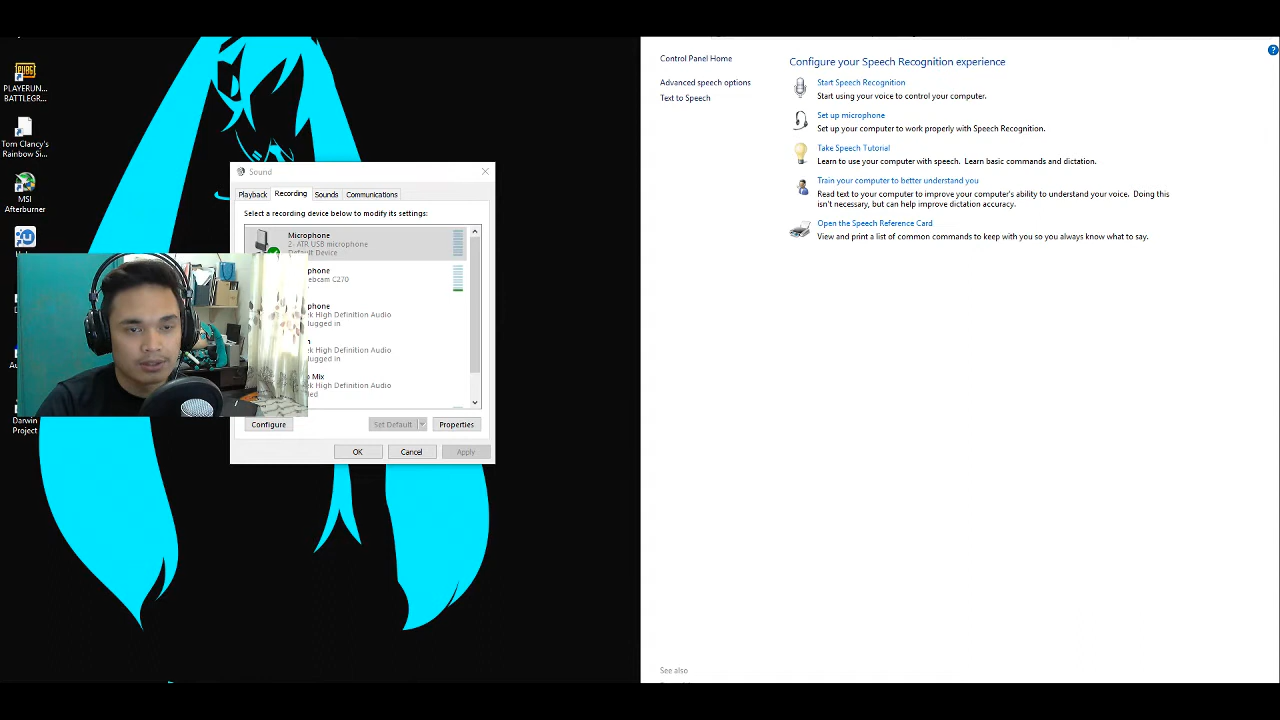 PLAYERUN...
BATTLEGR...
Tom Clancy's
Rainbow Si...
MSI
Afterburner
Darwin
Project
Sound
Playback
Recording
Sounds
Communications
Select a recording device below to modify its settings:
Microphone
2- ATR USB microphone
Default Device
phone
ebcam C270
phone
ek High Definition Audio
lugged in
ek High Definition Audio
lugged in
Mix
ek High Definition Audio
Configure
Set Default
Properties
OK
Cancel
Apply
Control Panel Home
Advanced speech options
Text to Speech
Configure your Speech Recognition experience
Start Speech Recognition
Start using your voice to control your computer.
Set up microphone
Set up your computer to work properly with Speech Recognition.
Take Speech Tutorial
Learn to use your computer with speech. Learn basic commands and dictation.
Train your computer to better understand you
Read text to your computer to improve your computer's ability to understand your voice. Doing this
isn't necessary, but can help improve dictation accuracy.
Open the Speech Reference Card
View and print a list of common commands to keep with you so you always know what to say.
See also